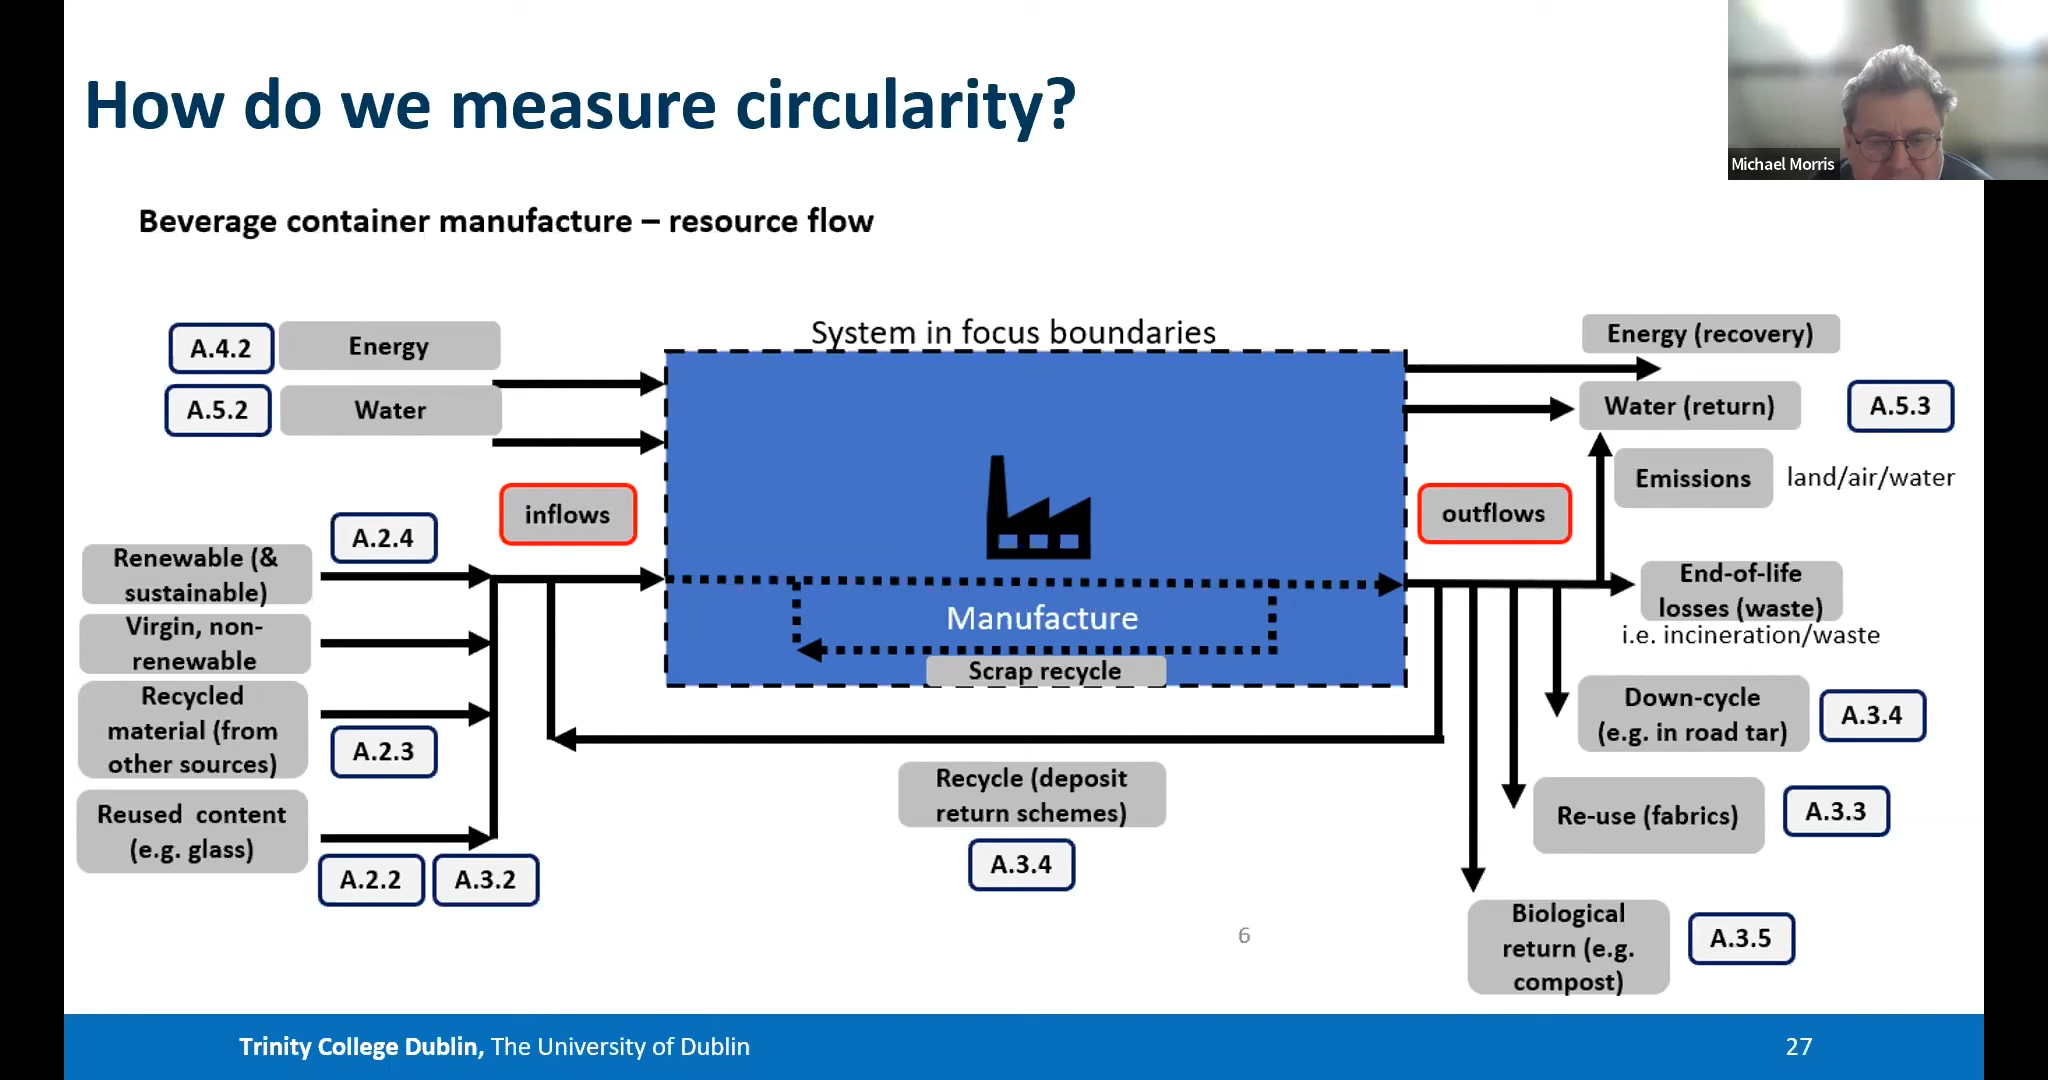 How do we measure circularity?
Michael Morris
Beverage container manufacture – resource flow
System in focus boundaries
A.4.2
Energy
A.5.2
Water
inflows
A.2.4
Renewable (&
sustainable)
Virgin, non-
renewable
Recycled
material (from
other sources)
A.2.3
Reused content
(e.g. glass)
A.2.2
A.3.2
Manufacture
Scrap recycle
Recycle (deposit
return schemes)
A.3.4
Energy (recovery)
Water (return)
A.5.3
Emissions
land/air/water
outflows
End-of-life
losses (waste)
i.e. incineration/waste
Down-cycle
(e.g. in road tar)
A.3.4
Re-use (fabrics)
A.3.3
Biological
return (e.g.
compost)
A.3.5
6
Trinity College Dublin, The University of Dublin
27